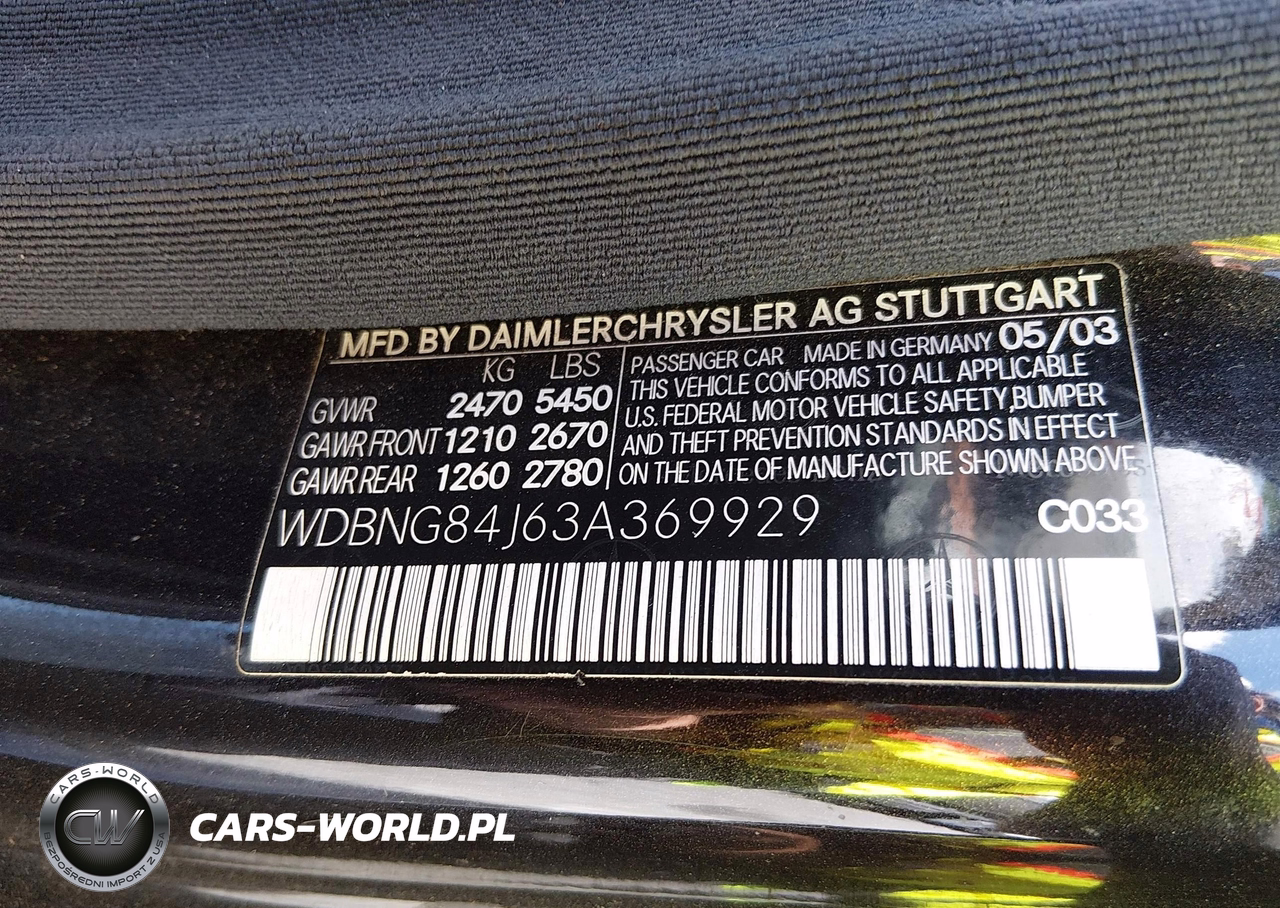 MFD BY DAIMLERCHRYSLER AG STUTTGART
KG LBS
GVWR 2470 5450
GAWR FRONT 1210 2670
GAWR REAR 1260 2780
PASSENGER CAR MADE IN GERMANY 05/03
THIS VEHICLE CONFORMS TO ALL APPLICABLE
U.S. FEDERAL MOTOR VEHICLE SAFETY, BUMPER
AND THEFT PREVENTION STANDARDS IN EFFECT
ON THE DATE OF MANUFACTURE SHOWN ABOVE
WDBNG84J63A369929 C033
CARS-WORLD
CW
BEZPOŚREDNI IMPORT Z USA
CARS-WORLD.PL